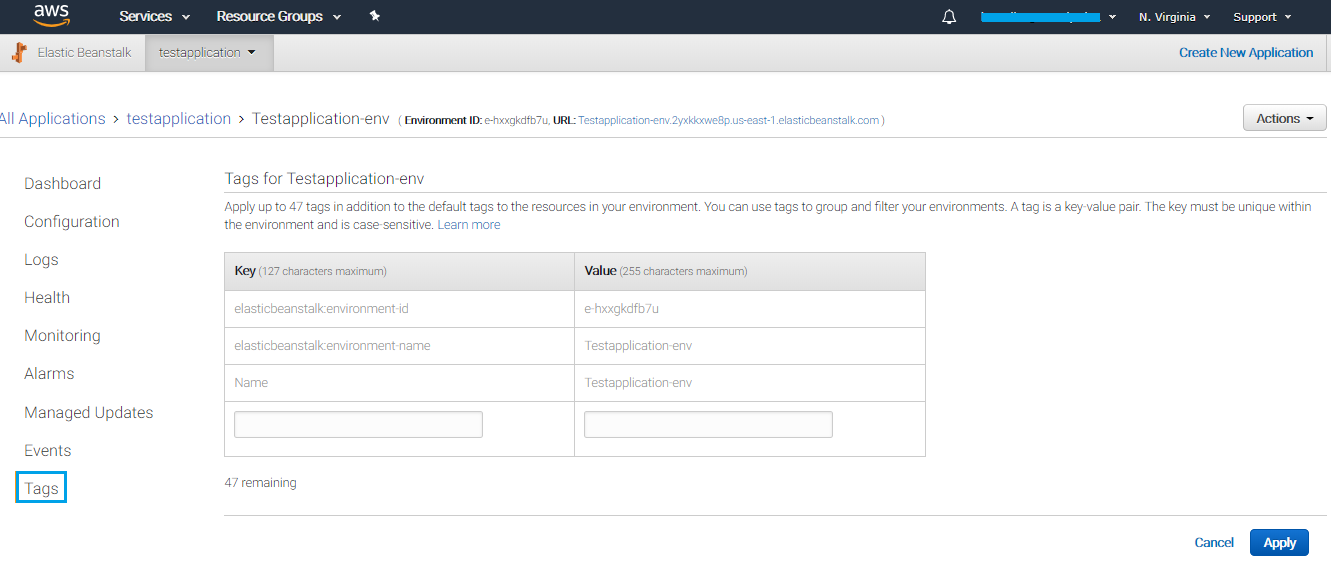 aws Services Resource Groups N. Virginia Support
Elastic Beanstalk testapplication Create New Application
All Applications > testapplication > Testapplication-env ( Environment ID: e-hxxgkdfb7u, URL: Testapplication-env.2yxkkxwe8p.us-east-1.elasticbeanstalk.com )
Actions
Dashboard
Configuration
Logs
Health
Monitoring
Alarms
Managed Updates
Events
Tags
Tags for Testapplication-env
Apply up to 47 tags in addition to the default tags to the resources in your environment. You can use tags to group and filter your environments. A tag is a key-value pair. The key must be unique within
the environment and is case-sensitive. Learn more
Key (127 characters maximum) Value (255 characters maximum)
elasticbeanstalk:environment-id e-hxxgkdfb7u
elasticbeanstalk:environment-name Testapplication-env
Name Testapplication-env
47 remaining
Cancel Apply